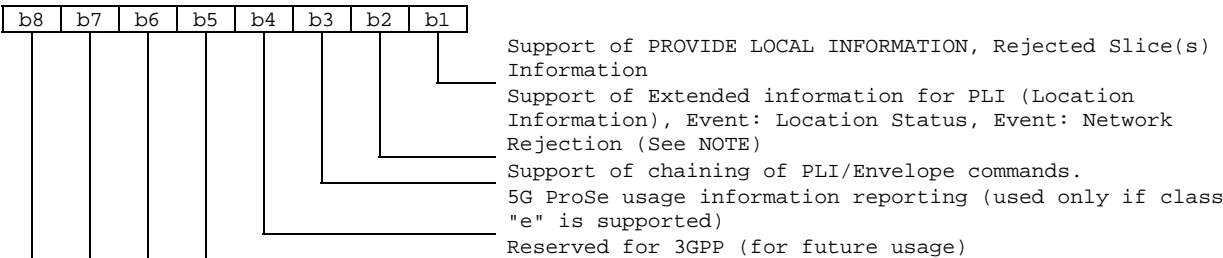 b8 b7 b6 b5 b4 b3 b2 b1
Support of PROVIDE LOCAL INFORMATION, Rejected Slice(s)
Information
Support of Extended information for PLI (Location
Information), Event: Location Status, Event: Network
Rejection (See NOTE)
Support of chaining of PLI/Envelope commands.
5G ProSe usage information reporting (used only if class
"e" is supported)
Reserved for 3GPP (for future usage)